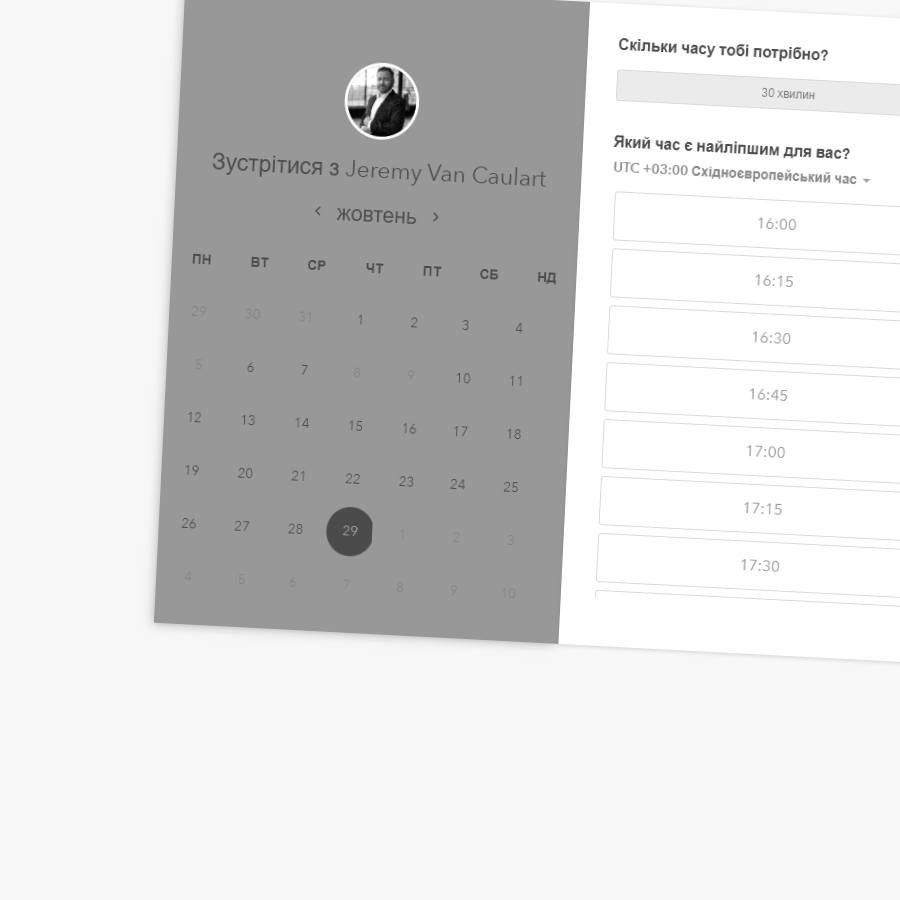 Зустрітися з Jeremy Van Caulart
жовтень
ПН ВТ СР ЧТ ПТ СБ НД
29 30 31 1 2 3 4
5 6 7 8 9 10 11
12 13 14 15 16 17 18
19 20 21 22 23 24 25
26 27 28 29 1 2 3
4 5 6 7 8 9 10
Скільки часу тобі потрібно?
30 хвилин
Який час є найліпшим для вас?
UTC +03:00 Східноєвропейський час
16:00
16:15
16:30
16:45
17:00
17:15
17:30